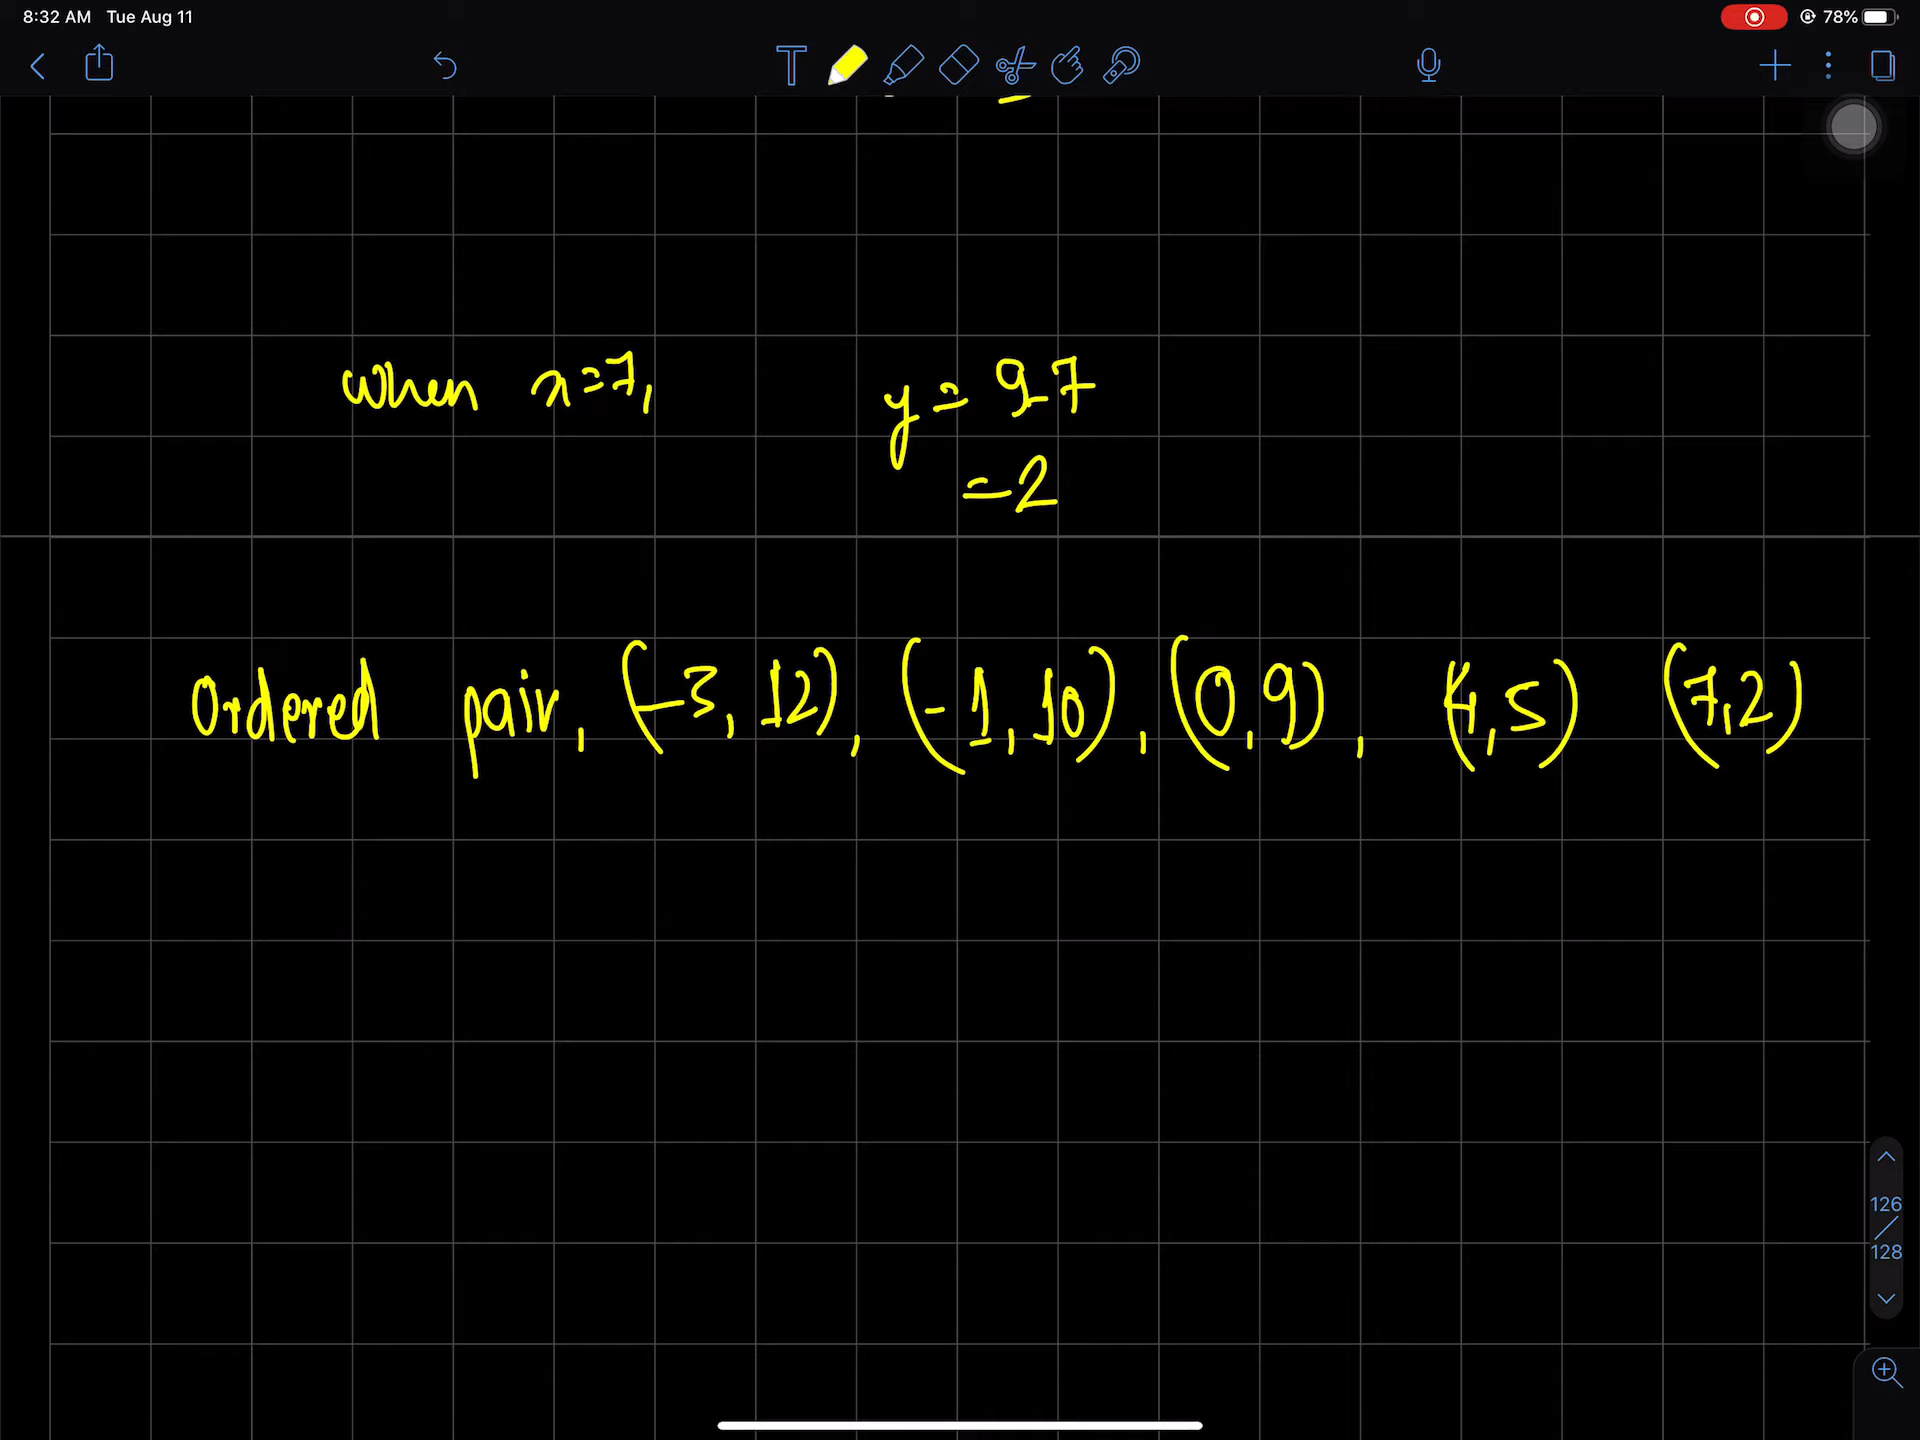 8:32 AM Tue Aug 11
78%
T
when x=7, y= 9-7
=2
Ordered pair, (-3, 12), (-1, 10), (0, 9), (4, 5) (7, 2)
126
128